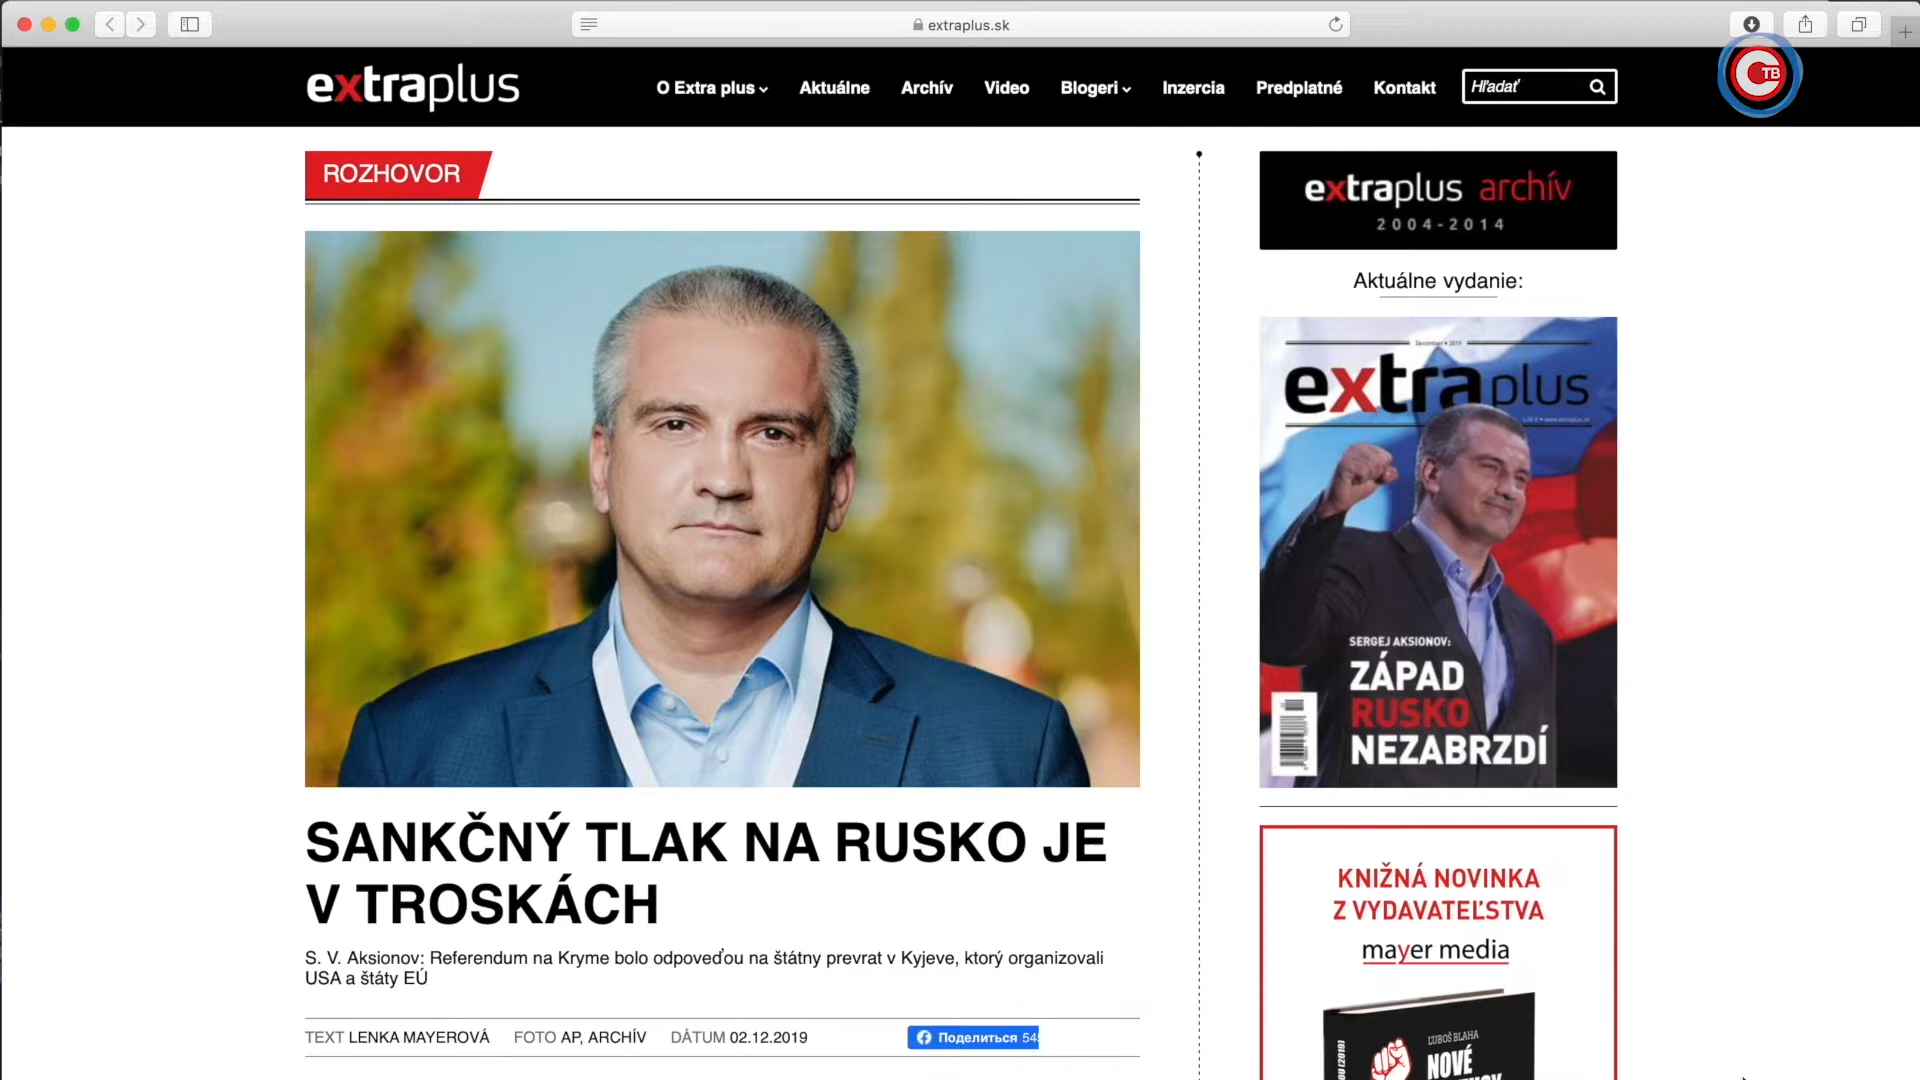 extraplus.sk
extraplus
O Extra plus
Aktuálne
Archív
Video
Blogeri
Inzercia
Predplatné
Kontakt
Hľadať
ТВ
ROZHOVOR
SANKČNÝ TLAK NA RUSKO JE
V TROSKÁCH
S. V. Aksionov: Referendum na Kryme bolo odpoveďou na štátny prevrat v Kyjeve, ktorý organizovali
USA a štáty EÚ
TEXT LENKA MAYEROVÁ FOTO AP, ARCHÍV DÁTUM 02.12.2019
Поделиться
extraplus archív
2004-2014
Aktuálne vydanie:
December • 2019
extraplus
SERGEJ AKSIONOV:
ZÁPAD
RUSKO
NEZABRZDÍ
KNIŽNÁ NOVINKA
Z VYDAVATEĽSTVA
mayer media
ĽUBOŠ BLAHA
NOVÉ